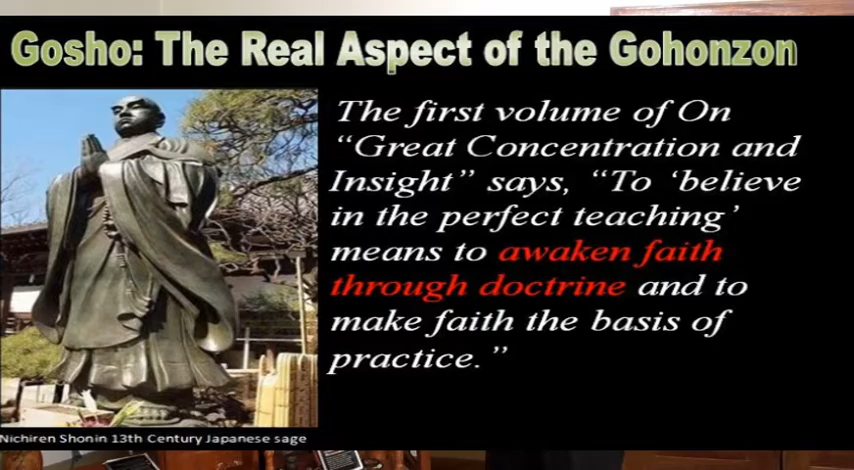 Gosho: The Real Aspect of the Gohonzon
The first volume of On
“Great Concentration and
Insight” says, “To ‘believe
in the perfect teaching’
means to awaken faith
through doctrine and to
make faith the basis of
practice.”
Nichiren Shonin 13th Century Japanese sage